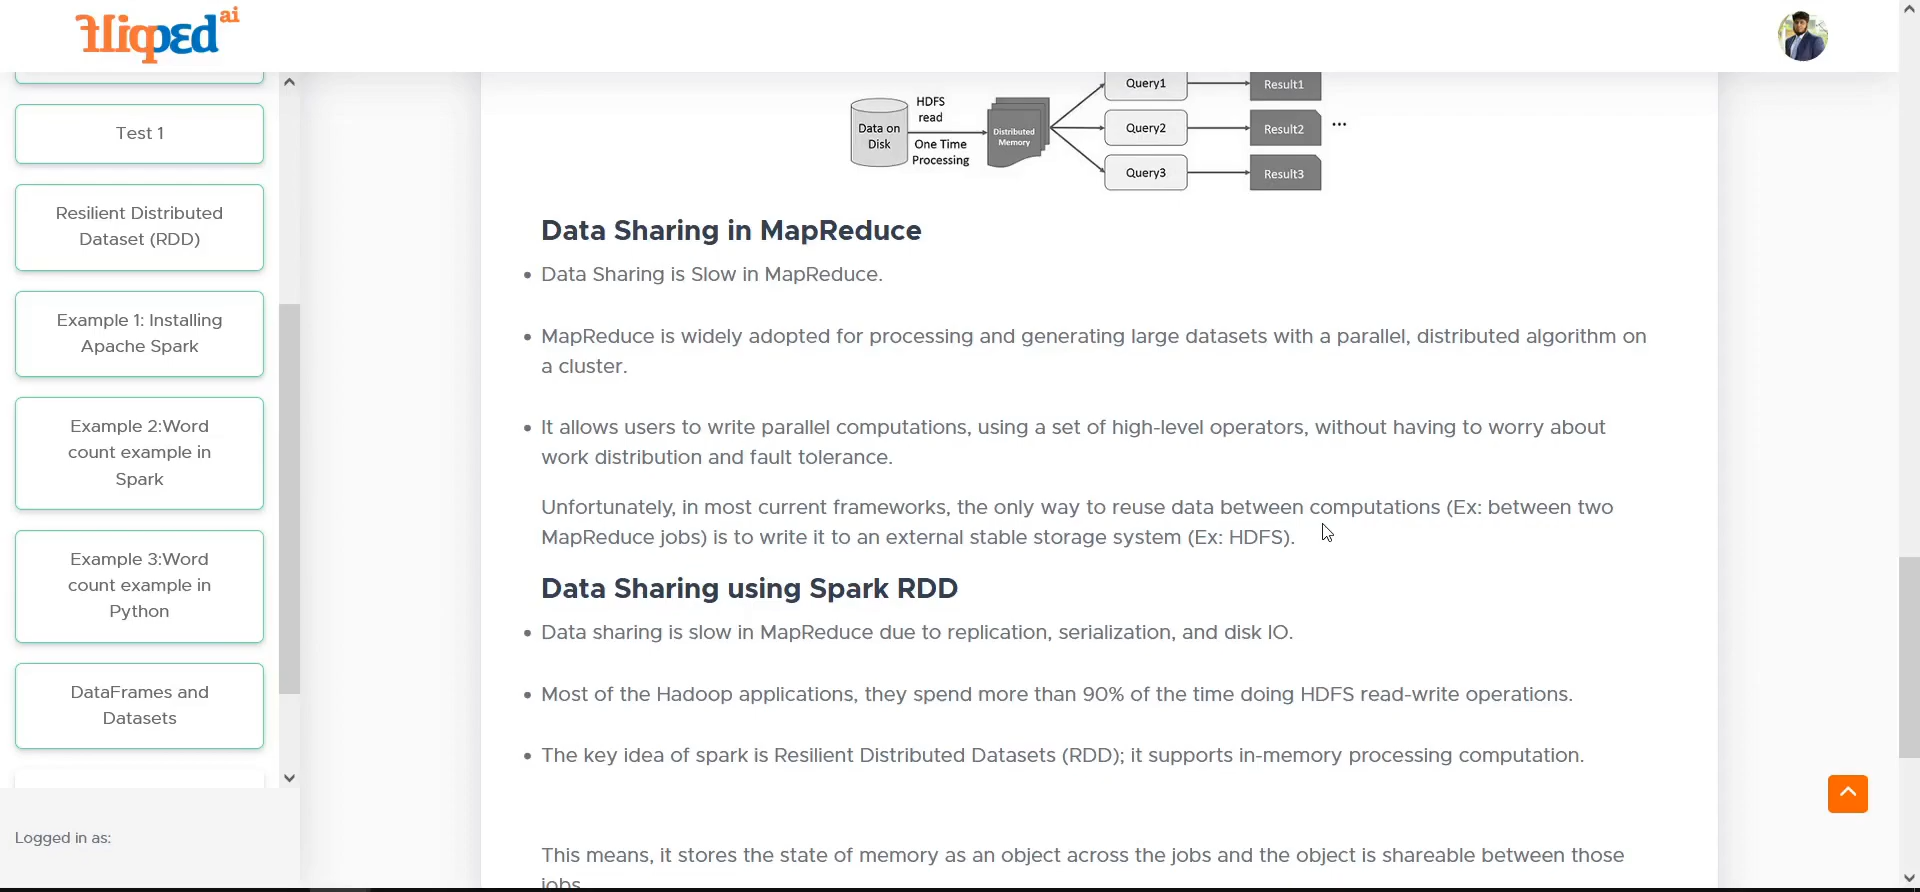 fliqped ai
Test 1
Resilient Distributed
Dataset (RDD)
Example 1: Installing
Apache Spark
Example 2:Word
count example in
Spark
Example 3:Word
count example in
Python
DataFrames and
Datasets
Logged in as:
Data on
Disk
HDFS
read
One Time
Processing
Distributed
Memory
Query1
Result1
Query2
Result2
...
Query3
Result3
Data Sharing in MapReduce
• Data Sharing is Slow in MapReduce.
• MapReduce is widely adopted for processing and generating large datasets with a parallel, distributed algorithm on
a cluster.
• It allows users to write parallel computations, using a set of high-level operators, without having to worry about
work distribution and fault tolerance.
Unfortunately, in most current frameworks, the only way to reuse data between computations (Ex: between two
MapReduce jobs) is to write it to an external stable storage system (Ex: HDFS).
Data Sharing using Spark RDD
• Data sharing is slow in MapReduce due to replication, serialization, and disk IO.
• Most of the Hadoop applications, they spend more than 90% of the time doing HDFS read-write operations.
• The key idea of spark is Resilient Distributed Datasets (RDD); it supports in-memory processing computation.
This means, it stores the state of memory as an object across the jobs and the object is shareable between those
jobs